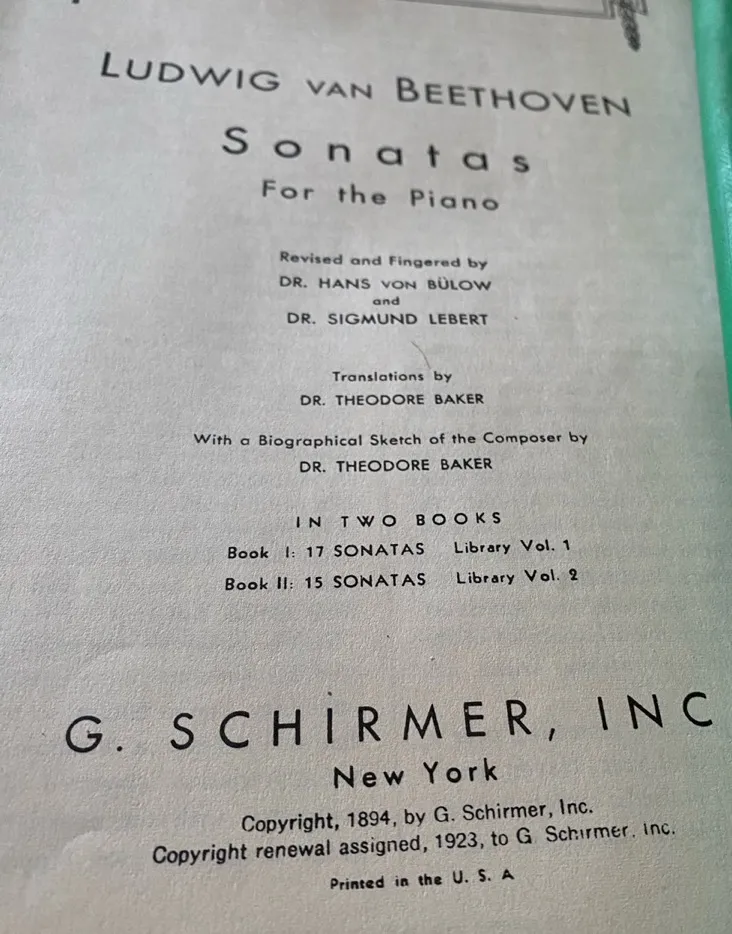 LUDWIG VAN BEETHOVEN
Sonatas
For the Piano
Revised and Fingered by
DR. HANS VON BÜLOW
and
DR. SIGMUND LEBERT
Translations by
DR. THEODORE BAKER
With a Biographical Sketch of the Composer by
DR. THEODORE BAKER
IN TWO BOOKS
Book I: 17 SONATAS Library Vol. 1
Book II: 15 SONATAS Library Vol. 2
G. SCHIRMER, INC
New York
Copyright, 1894, by G. Schirmer, Inc.
Copyright renewal assigned, 1923, to G Schirmer, Inc.
Printed in the U. S. A